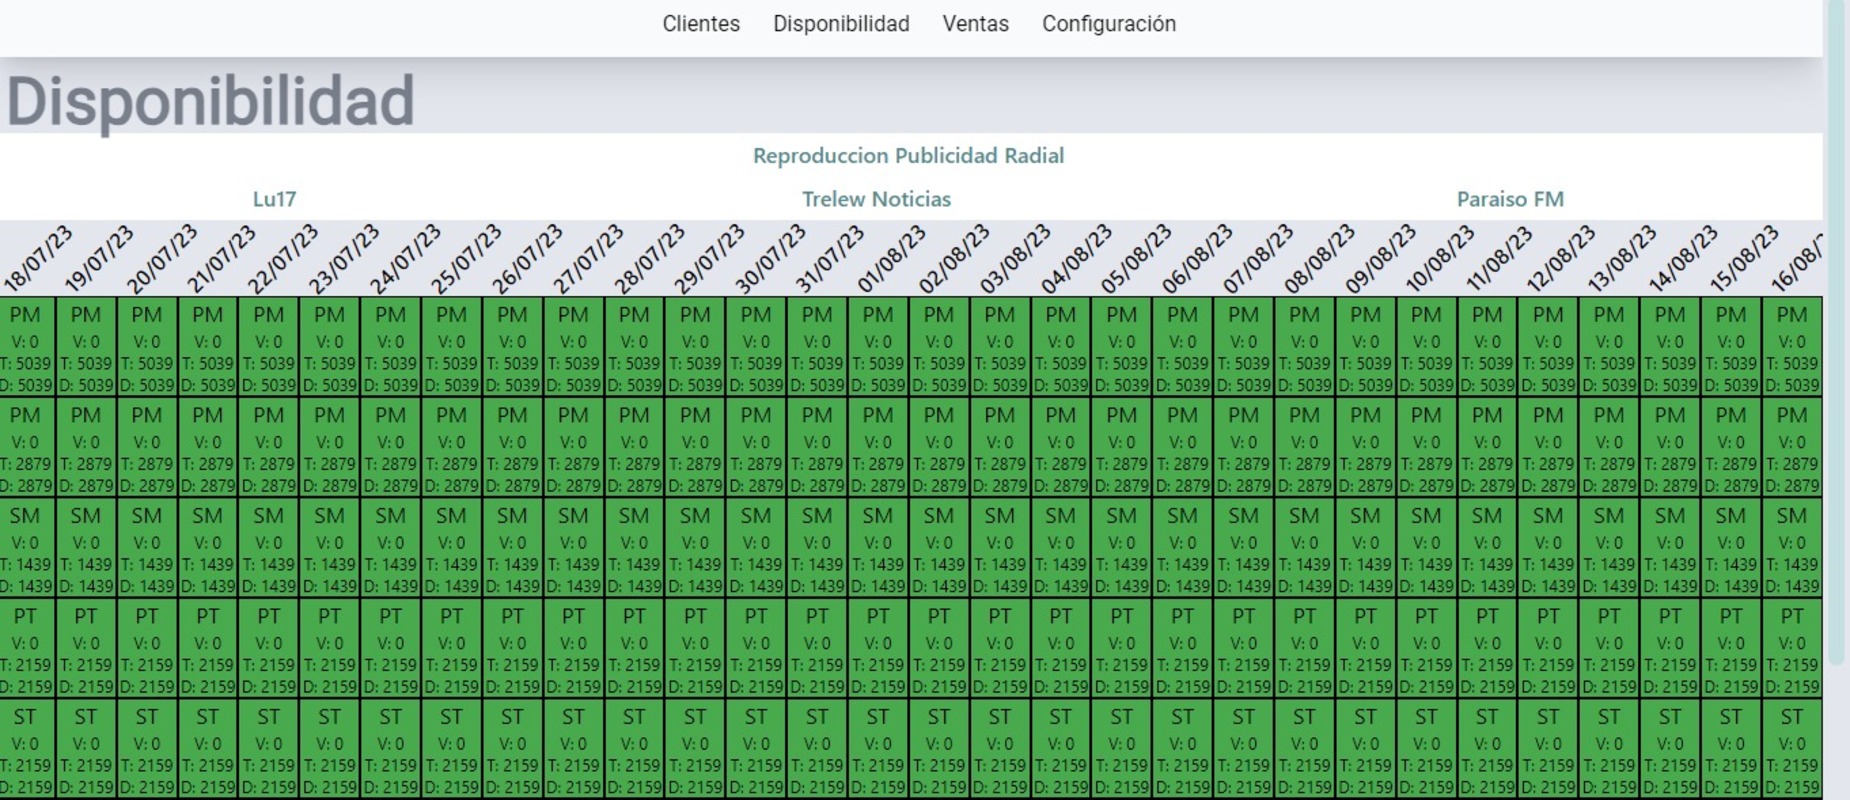 Clientes Disponibilidad Ventas Configuración
Disponibilidad
Reproduccion Publicidad Radial
Lu17 Trelew Noticias Paraiso FM
18/07/23 19/07/23 20/07/23 21/07/23 22/07/23 23/07/23 24/07/23 25/07/23 26/07/23 27/07/23 28/07/23 29/07/23 30/07/23 31/07/23 01/08/23 02/08/23 03/08/23 04/08/23 05/08/23 06/08/23 07/08/23 08/08/23 09/08/23 10/08/23 11/08/23 12/08/23 13/08/23 14/08/23 15/08/23 16/08/
PM PM PM PM PM PM PM PM PM PM PM PM PM PM PM PM PM PM PM PM PM PM PM PM PM PM PM PM PM PM
V: 0 V: 0 V: 0 V: 0 V: 0 V: 0 V: 0 V: 0 V: 0 V: 0 V: 0 V: 0 V: 0 V: 0 V: 0 V: 0 V: 0 V: 0 V: 0 V: 0 V: 0 V: 0 V: 0 V: 0 V: 0 V: 0 V: 0 V: 0 V: 0 V: 0
T: 5039 T: 5039 T: 5039 T: 5039 T: 5039 T: 5039 T: 5039 T: 5039 T: 5039 T: 5039 T: 5039 T: 5039 T: 5039 T: 5039 T: 5039 T: 5039 T: 5039 T: 5039 T: 5039 T: 5039 T: 5039 T: 5039 T: 5039 T: 5039 T: 5039 T: 5039 T: 5039 T: 5039 T: 5039 T: 5039
D: 5039 D: 5039 D: 5039 D: 5039 D: 5039 D: 5039 D: 5039 D: 5039 D: 5039 D: 5039 D: 5039 D: 5039 D: 5039 D: 5039 D: 5039 D: 5039 D: 5039 D: 5039 D: 5039 D: 5039 D: 5039 D: 5039 D: 5039 D: 5039 D: 5039 D: 5039 D: 5039 D: 5039 D: 5039 D: 5039
PM PM PM PM PM PM PM PM PM PM PM PM PM PM PM PM PM PM PM PM PM PM PM PM PM PM PM PM PM PM
V: 0 V: 0 V: 0 V: 0 V: 0 V: 0 V: 0 V: 0 V: 0 V: 0 V: 0 V: 0 V: 0 V: 0 V: 0 V: 0 V: 0 V: 0 V: 0 V: 0 V: 0 V: 0 V: 0 V: 0 V: 0 V: 0 V: 0 V: 0 V: 0 V: 0
T: 2879 T: 2879 T: 2879 T: 2879 T: 2879 T: 2879 T: 2879 T: 2879 T: 2879 T: 2879 T: 2879 T: 2879 T: 2879 T: 2879 T: 2879 T: 2879 T: 2879 T: 2879 T: 2879 T: 2879 T: 2879 T: 2879 T: 2879 T: 2879 T: 2879 T: 2879 T: 2879 T: 2879 T: 2879 T: 2879
D: 2879 D: 2879 D: 2879 D: 2879 D: 2879 D: 2879 D: 2879 D: 2879 D: 2879 D: 2879 D: 2879 D: 2879 D: 2879 D: 2879 D: 2879 D: 2879 D: 2879 D: 2879 D: 2879 D: 2879 D: 2879 D: 2879 D: 2879 D: 2879 D: 2879 D: 2879 D: 2879 D: 2879 D: 2879 D: 2879
SM SM SM SM SM SM SM SM SM SM SM SM SM SM SM SM SM SM SM SM SM SM SM SM SM SM SM SM SM SM
V: 0 V: 0 V: 0 V: 0 V: 0 V: 0 V: 0 V: 0 V: 0 V: 0 V: 0 V: 0 V: 0 V: 0 V: 0 V: 0 V: 0 V: 0 V: 0 V: 0 V: 0 V: 0 V: 0 V: 0 V: 0 V: 0 V: 0 V: 0 V: 0 V: 0
T: 1439 T: 1439 T: 1439 T: 1439 T: 1439 T: 1439 T: 1439 T: 1439 T: 1439 T: 1439 T: 1439 T: 1439 T: 1439 T: 1439 T: 1439 T: 1439 T: 1439 T: 1439 T: 1439 T: 1439 T: 1439 T: 1439 T: 1439 T: 1439 T: 1439 T: 1439 T: 1439 T: 1439 T: 1439 T: 1439
D: 1439 D: 1439 D: 1439 D: 1439 D: 1439 D: 1439 D: 1439 D: 1439 D: 1439 D: 1439 D: 1439 D: 1439 D: 1439 D: 1439 D: 1439 D: 1439 D: 1439 D: 1439 D: 1439 D: 1439 D: 1439 D: 1439 D: 1439 D: 1439 D: 1439 D: 1439 D: 1439 D: 1439 D: 1439 D: 1439
PT PT PT PT PT PT PT PT PT PT PT PT PT PT PT PT PT PT PT PT PT PT PT PT PT PT PT PT PT PT
V: 0 V: 0 V: 0 V: 0 V: 0 V: 0 V: 0 V: 0 V: 0 V: 0 V: 0 V: 0 V: 0 V: 0 V: 0 V: 0 V: 0 V: 0 V: 0 V: 0 V: 0 V: 0 V: 0 V: 0 V: 0 V: 0 V: 0 V: 0 V: 0 V: 0
T: 2159 T: 2159 T: 2159 T: 2159 T: 2159 T: 2159 T: 2159 T: 2159 T: 2159 T: 2159 T: 2159 T: 2159 T: 2159 T: 2159 T: 2159 T: 2159 T: 2159 T: 2159 T: 2159 T: 2159 T: 2159 T: 2159 T: 2159 T: 2159 T: 2159 T: 2159 T: 2159 T: 2159 T: 2159 T: 2159
D: 2159 D: 2159 D: 2159 D: 2159 D: 2159 D: 2159 D: 2159 D: 2159 D: 2159 D: 2159 D: 2159 D: 2159 D: 2159 D: 2159 D: 2159 D: 2159 D: 2159 D: 2159 D: 2159 D: 2159 D: 2159 D: 2159 D: 2159 D: 2159 D: 2159 D: 2159 D: 2159 D: 2159 D: 2159 D: 2159
ST ST ST ST ST ST ST ST ST ST ST ST ST ST ST ST ST ST ST ST ST ST ST ST ST ST ST ST ST ST
V: 0 V: 0 V: 0 V: 0 V: 0 V: 0 V: 0 V: 0 V: 0 V: 0 V: 0 V: 0 V: 0 V: 0 V: 0 V: 0 V: 0 V: 0 V: 0 V: 0 V: 0 V: 0 V: 0 V: 0 V: 0 V: 0 V: 0 V: 0 V: 0 V: 0
T: 2159 T: 2159 T: 2159 T: 2159 T: 2159 T: 2159 T: 2159 T: 2159 T: 2159 T: 2159 T: 2159 T: 2159 T: 2159 T: 2159 T: 2159 T: 2159 T: 2159 T: 2159 T: 2159 T: 2159 T: 2159 T: 2159 T: 2159 T: 2159 T: 2159 T: 2159 T: 2159 T: 2159 T: 2159 T: 2159
D: 2159 D: 2159 D: 2159 D: 2159 D: 2159 D: 2159 D: 2159 D: 2159 D: 2159 D: 2159 D: 2159 D: 2159 D: 2159 D: 2159 D: 2159 D: 2159 D: 2159 D: 2159 D: 2159 D: 2159 D: 2159 D: 2159 D: 2159 D: 2159 D: 2159 D: 2159 D: 2159 D: 2159 D: 2159 D: 2159